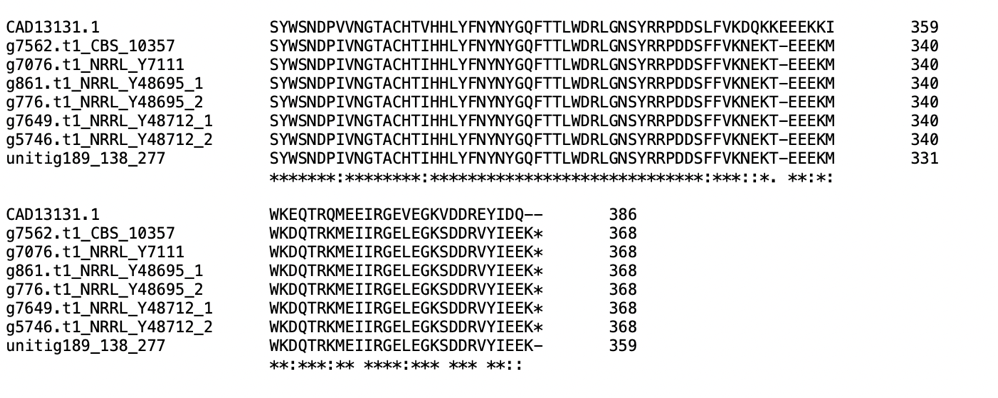 CAD13131.1 SYWSNDPVVNGTACHTVHHLYFNYNYGQFTTLWDRLGNSYRRPDDSLFVKDQKKEEEKKI 359
g7562.t1_CBS_10357 SYWSNDPIVNGTACHTIHHLYFNYNYGQFTTLWDRLGNSYRRPDDSFFVKNEKT-EEEKM 340
g7076.t1_NRRL_Y7111 SYWSNDPIVNGTACHTIHHLYFNYNYGQFTTLWDRLGNSYRRPDDSFFVKNEKT-EEEKM 340
g861.t1_NRRL_Y48695_1 SYWSNDPIVNGTACHTIHHLYFNYNYGQFTTLWDRLGNSYRRPDDSFFVKNEKT-EEEKM 340
g776.t1_NRRL_Y48695_2 SYWSNDPIVNGTACHTIHHLYFNYNYGQFTTLWDRLGNSYRRPDDSFFVKNEKT-EEEKM 340
g7649.t1_NRRL_Y48712_1 SYWSNDPIVNGTACHTIHHLYFNYNYGQFTTLWDRLGNSYRRPDDSFFVKNEKT-EEEKM 340
g5746.t1_NRRL_Y48712_2 SYWSNDPIVNGTACHTIHHLYFNYNYGQFTTLWDRLGNSYRRPDDSFFVKNEKT-EEEKM 340
unitig189_138_277 SYWSNDPIVNGTACHTIHHLYFNYNYGQFTTLWDRLGNSYRRPDDSFFVKNEKT-EEEKM 331
*******:********:*****************************:***::*. **:*:
CAD13131.1 WKEQTRQMEEIRGEVEGKVDDREYIDQ-- 386
g7562.t1_CBS_10357 WKDQTRKMEIIRGELEGKSDDRVYIEEK* 368
g7076.t1_NRRL_Y7111 WKDQTRKMEIIRGELEGKSDDRVYIEEK* 368
g861.t1_NRRL_Y48695_1 WKDQTRKMEIIRGELEGKSDDRVYIEEK* 368
g776.t1_NRRL_Y48695_2 WKDQTRKMEIIRGELEGKSDDRVYIEEK* 368
g7649.t1_NRRL_Y48712_1 WKDQTRKMEIIRGELEGKSDDRVYIEEK* 368
g5746.t1_NRRL_Y48712_2 WKDQTRKMEIIRGELEGKSDDRVYIEEK* 368
unitig189_138_277 WKDQTRKMEIIRGELEGKSDDRVYIEEK- 359
**:***:** ****:*** *** **::